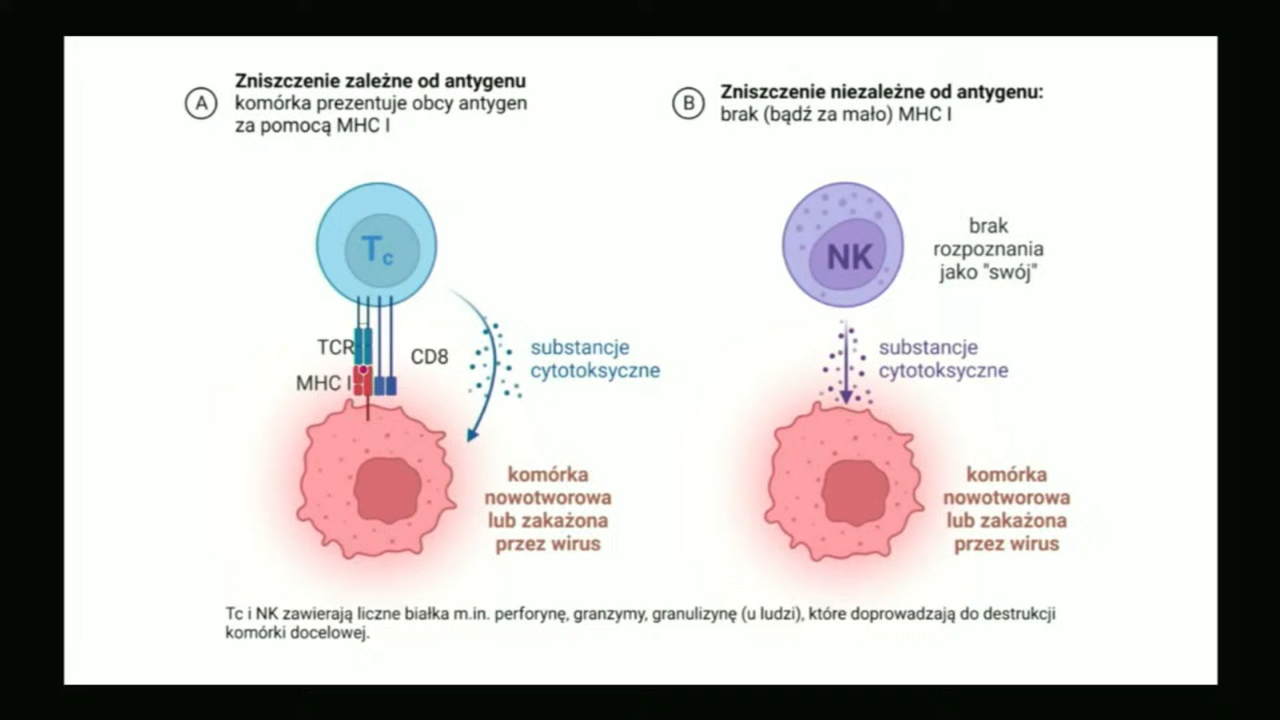 A
Zniszczenie zależne od antygenu
komórka prezentuje obcy antygen
za pomocą MHC I
B
Zniszczenie niezależne od antygenu:
brak (bądź za mało) MHC I
Tc
TCR
MHC I
CD8
substancje
cytotoksyczne
komórka
nowotworowa
lub zakażona
przez wirus
NK
brak
rozpoznania
jako "swój"
substancje
cytotoksyczne
komórka
nowotworowa
lub zakażona
przez wirus
Tc i NK zawierają liczne białka m.in. perforynę, granzymy, granulizynę (u ludzi), które doprowadzają do destrukcji
komórki docelowej.